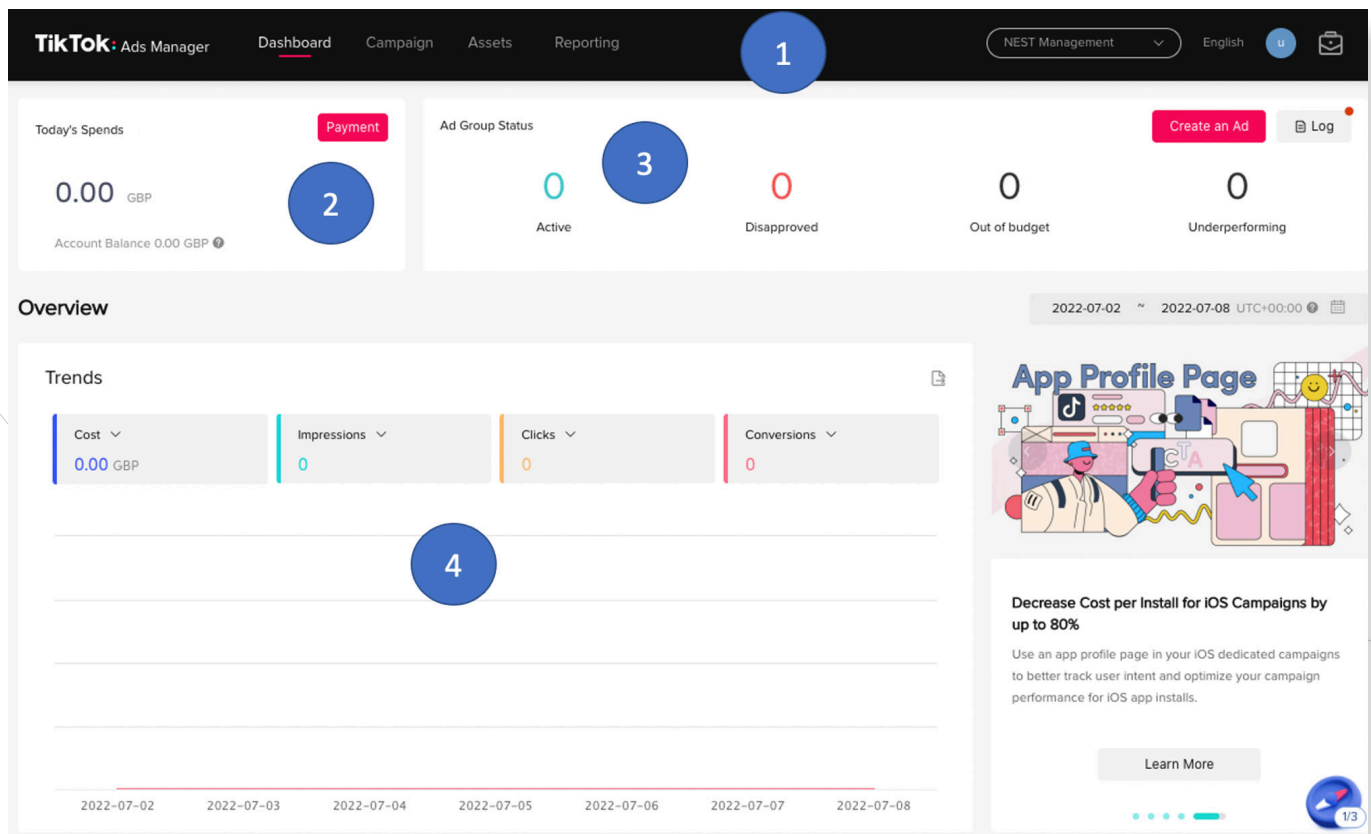 TikTok: Ads Manager Dashboard Campaign Assets Reporting 1 NEST Management English u
Today's Spends Payment
0.00 GBP 2
Account Balance 0.00 GBP
Ad Group Status 3 Create an Ad Log
0 0 0 0
Active Disapproved Out of budget Underperforming
Overview
2022-07-02 ~ 2022-07-08 UTC+00:00
Trends
Cost Impressions Clicks Conversions
0.00 GBP 0 0 0
4
2022-07-02 2022-07-03 2022-07-04 2022-07-05 2022-07-06 2022-07-07 2022-07-08
App Profile Page
CTA
Decrease Cost per Install for iOS Campaigns by
up to 80%
Use an app profile page in your iOS dedicated campaigns
to better track user intent and optimize your campaign
performance for iOS app installs.
Learn More
1/3